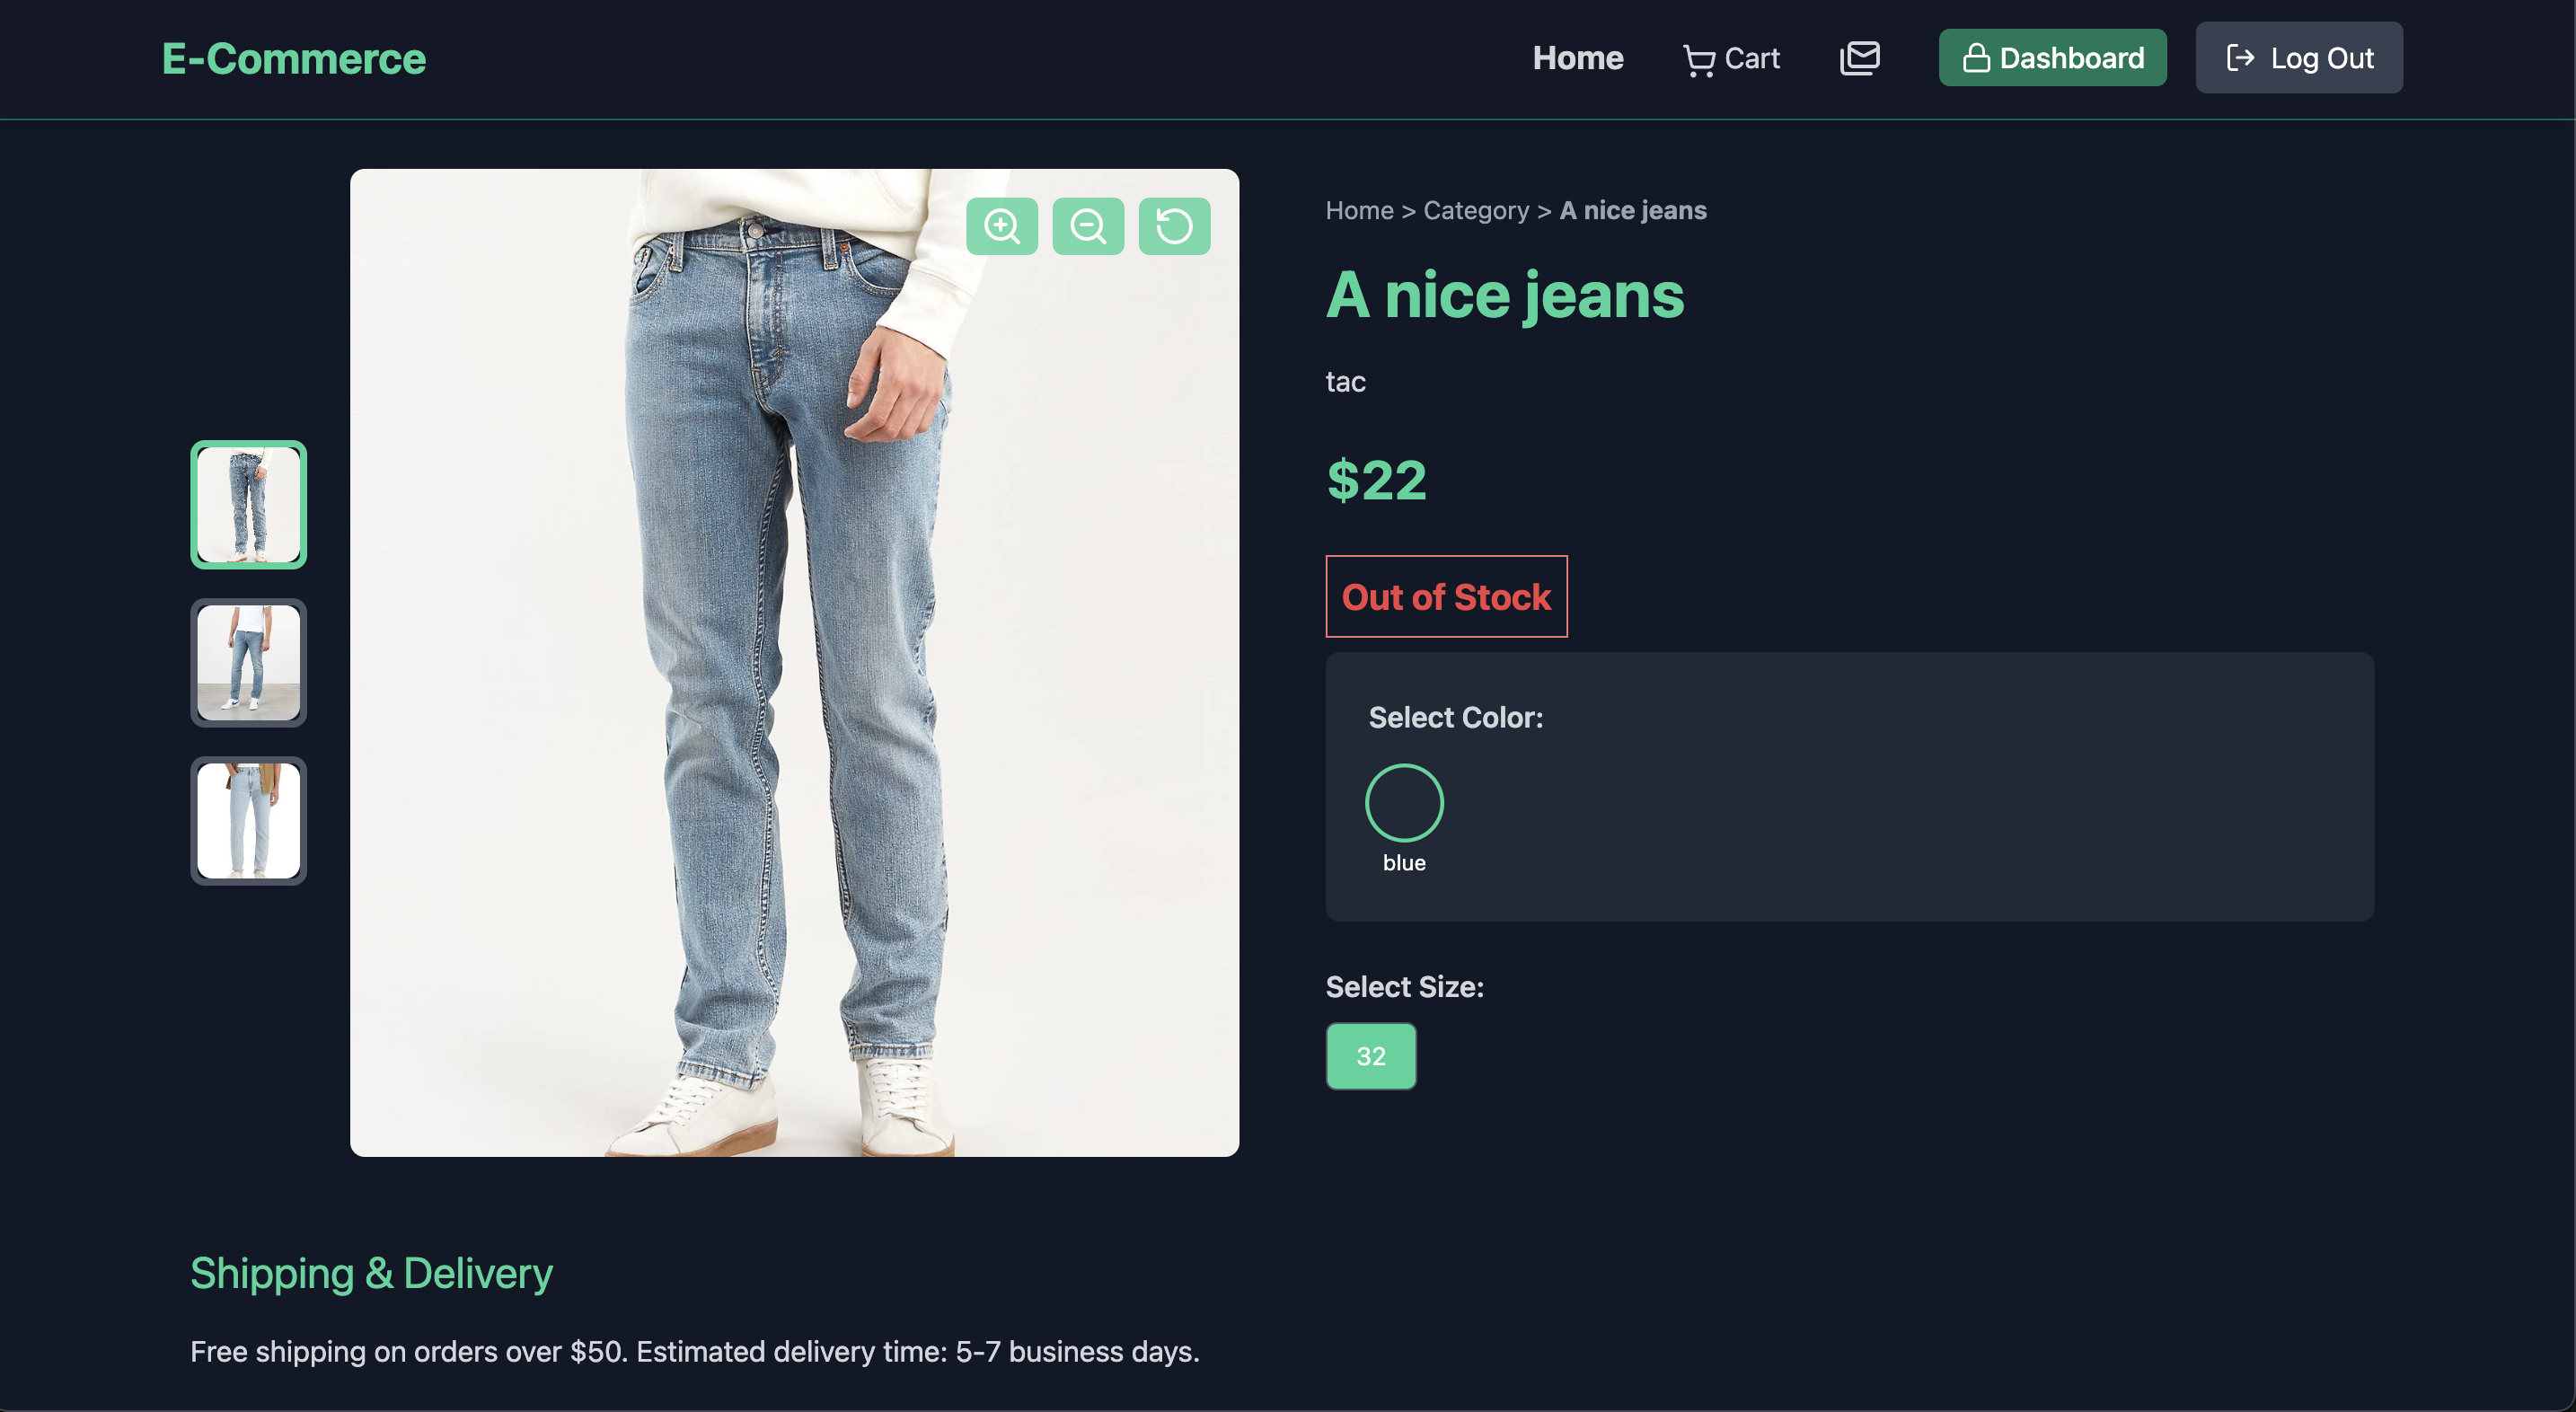 E-Commerce
Home Cart Dashboard Log Out
Home > Category > A nice jeans
A nice jeans
tac
$22
Out of Stock
Select Color:
blue
Select Size:
32
Shipping & Delivery
Free shipping on orders over $50. Estimated delivery time: 5-7 business days.